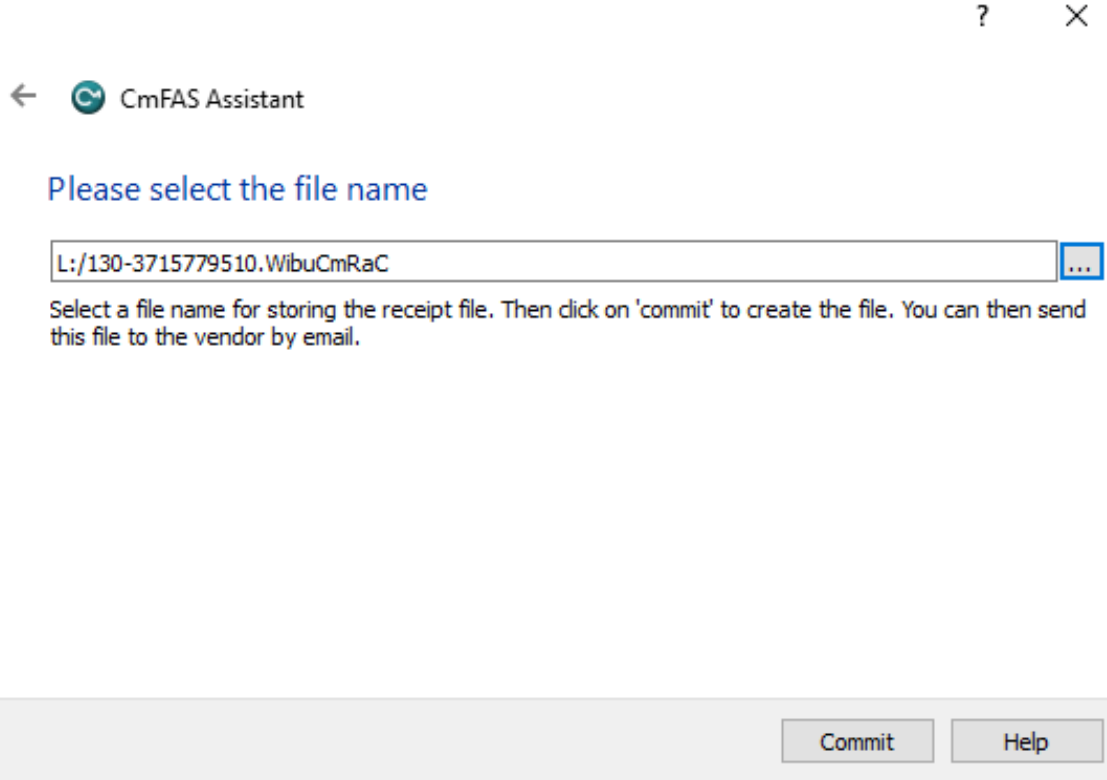 ?
CmFAS Assistant
Please select the file name
L:/130-3715779510.WibuCmRaC
...
Select a file name for storing the receipt file. Then click on 'commit' to create the file. You can then send
this file to the vendor by email.
Commit
Help